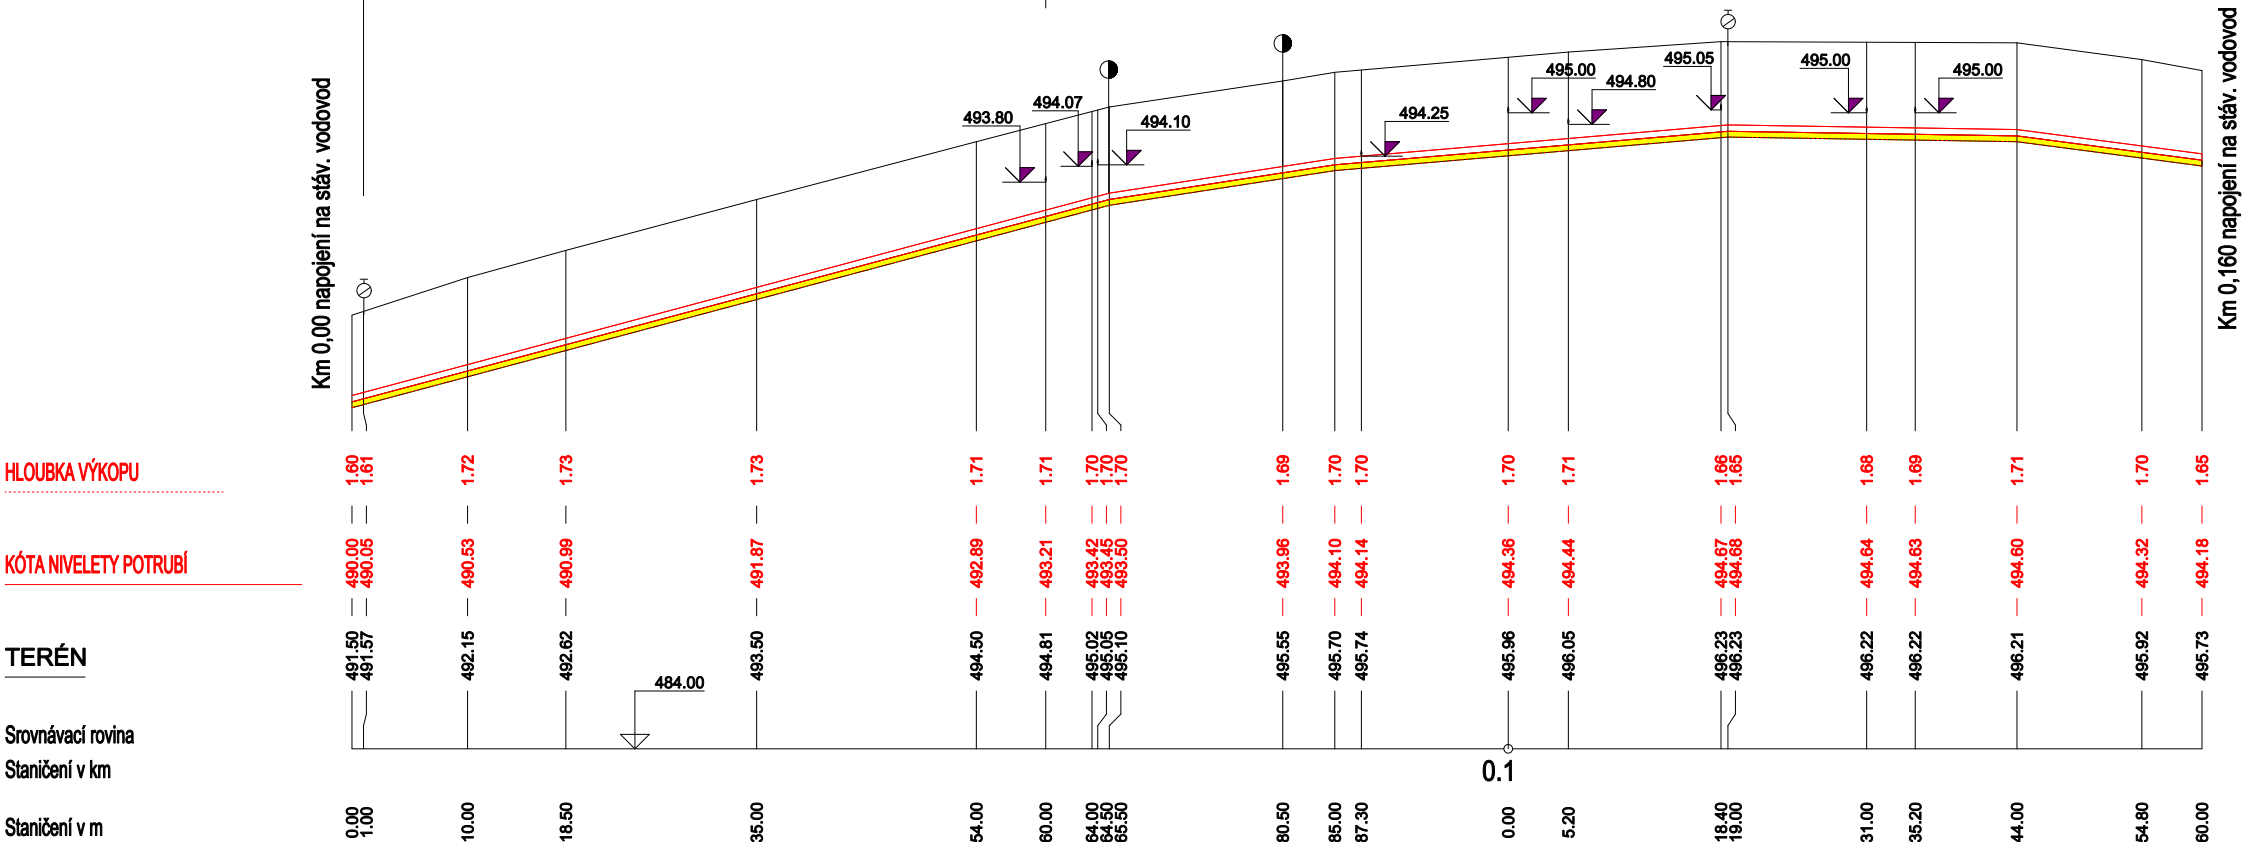 Km 0,00 napojení na stáv. vodovod
493.80
494.07
494.10
494.25
495.00
494.80
495.05
495.00
495.00
Km 0,160 napojení na stáv. vodovod
HLOUBKA VÝKOPU 1.60 1.61 1.72 1.73 1.73 1.71 1.71 1.70 1.70 1.70 1.69 1.70 1.70 1.70 1.71 1.66 1.65 1.68 1.69 1.71 1.70 1.65
KÓTA NIVELETY POTRUBÍ 490.00 490.05 490.53 490.99 491.87 492.89 493.21 493.42 493.45 493.50 493.96 494.10 494.14 494.36 494.44 494.67 494.68 494.64 494.63 494.60 494.32 494.18
TERÉN 491.50 491.57 492.15 492.62 493.50 494.50 494.81 495.02 495.05 495.10 495.55 495.70 495.74 495.96 496.05 496.23 496.23 496.22 496.22 496.21 495.92 495.73
484.00
Srovnávací rovina
Staničení v km 0.1
Staničení v m 0.00 1.00 10.00 18.50 35.00 54.00 60.00 64.00 64.50 65.50 80.50 85.00 87.30 0.00 5.20 18.40 19.00 31.00 35.20 44.00 54.80 60.00